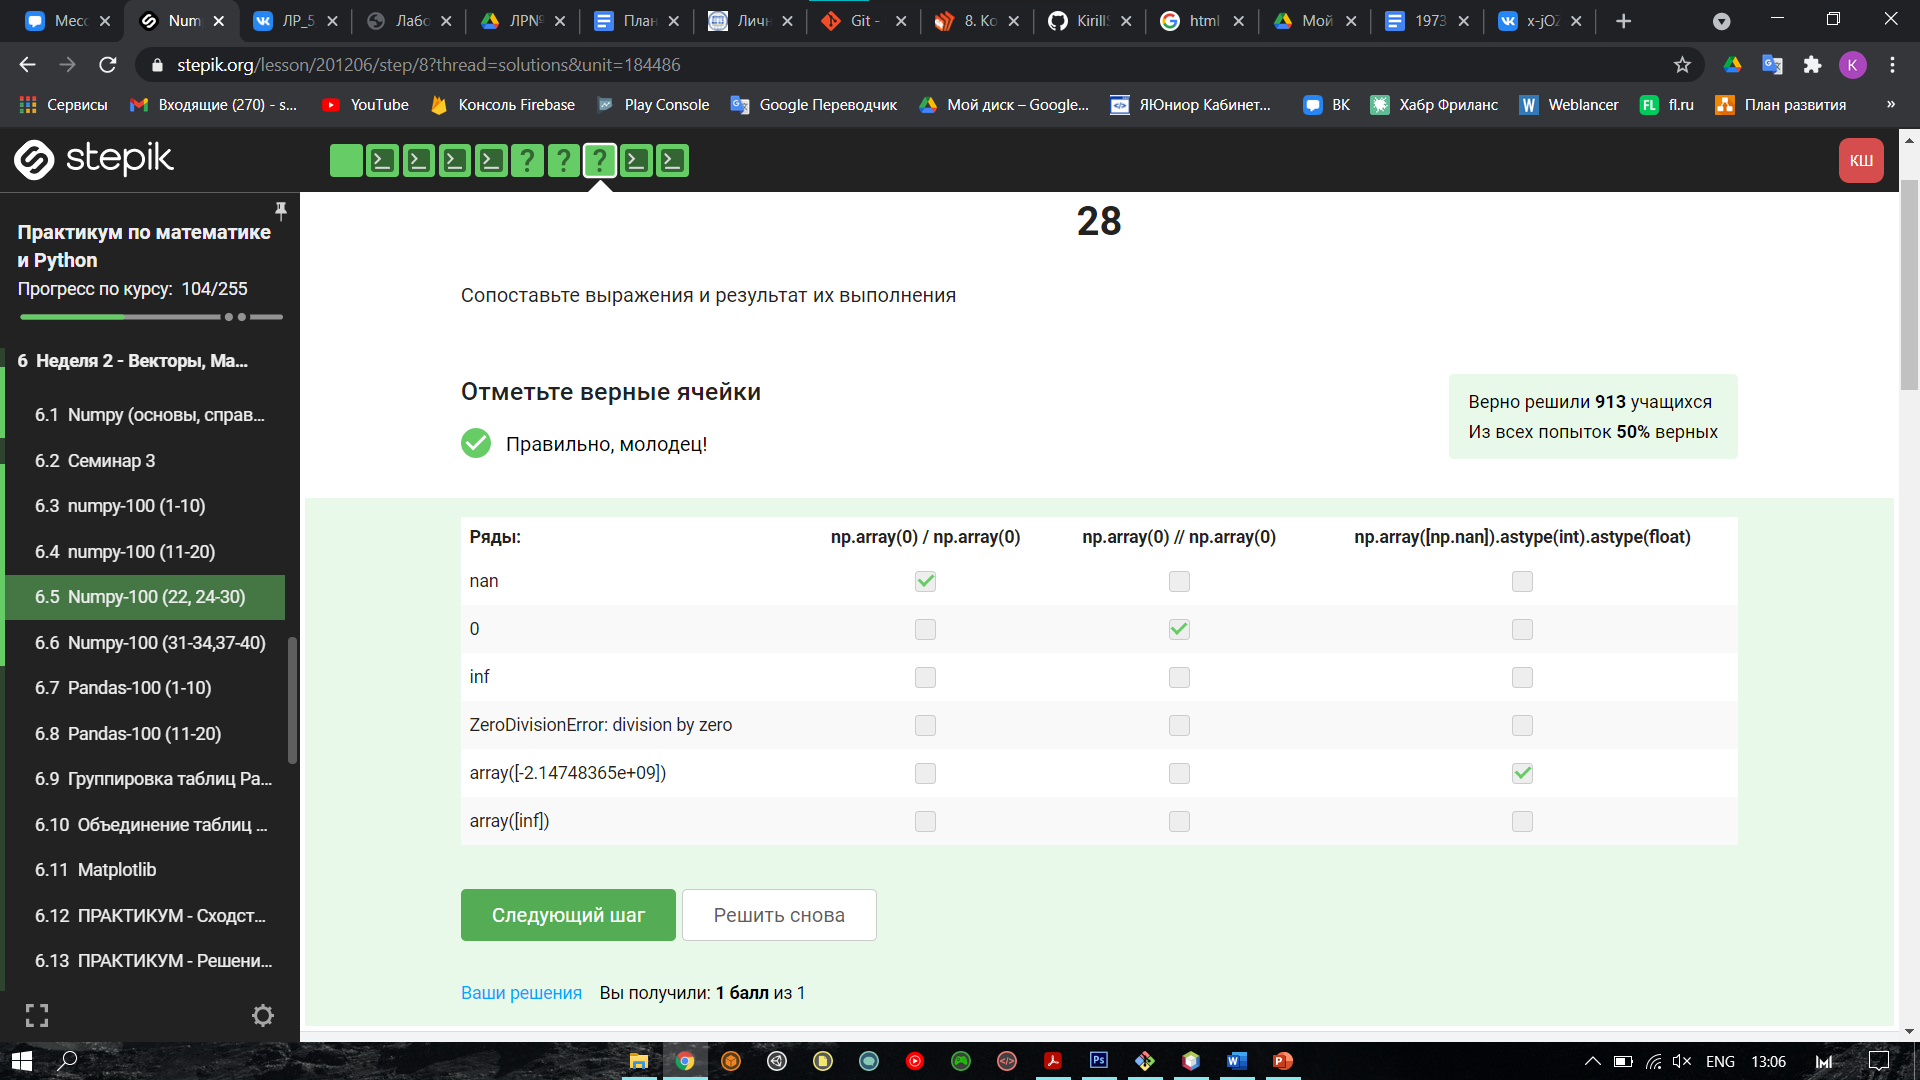 Месс
Num
ЛР_5
Лабо
ЛР№
План
Личн
Git -
8. Ко
Kirill
html
Мой
1973
x-jO
stepik.org/lesson/201206/step/8?thread=solutions&unit=184486
K
Сервисы
Входящие (270) - s...
YouTube
Консоль Firebase
Play Console
Google Переводчик
Мой диск – Google...
ЯЮниор Кабинет...
ВК
Хабр Фриланс
Weblancer
fl.ru
План развития
»
stepik
КШ
Практикум по математике
и Python
Прогресс по курсу: 104/255
6 Неделя 2 - Векторы, Ма...
6.1 Numpy (основы, справ...
6.2 Семинар 3
6.3 numpy-100 (1-10)
6.4 numpy-100 (11-20)
6.5 Numpy-100 (22, 24-30)
6.6 Numpy-100 (31-34,37-40)
6.7 Pandas-100 (1-10)
6.8 Pandas-100 (11-20)
6.9 Группировка таблиц Pa...
6.10 Объединение таблиц ...
6.11 Matplotlib
6.12 ПРАКТИКУМ - Сходст...
6.13 ПРАКТИКУМ - Решени...
28
Сопоставьте выражения и результат их выполнения
Отметьте верные ячейки
Правильно, молодец!
Верно решили 913 учащихся
Из всех попыток 50% верных
Ряды: np.array(0) / np.array(0) np.array(0) // np.array(0) np.array([np.nan]).astype(int).astype(float)
nan
0
inf
ZeroDivisionError: division by zero
array([-2.14748365e+09])
array([inf])
Следующий шаг
Решить снова
Ваши решения Вы получили: 1 балл из 1
ENG 13:06